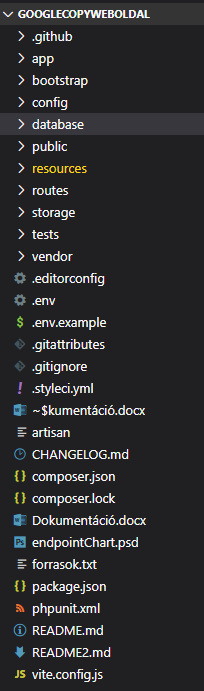 GOOGLECOPYWEBOLDAL
.github
app
bootstrap
config
database
public
resources
routes
storage
tests
vendor
.editorconfig
.env
.env.example
.gitattributes
.gitignore
.styleci.yml
~$kumentáció.docx
artisan
CHANGELOG.md
composer.json
composer.lock
Dokumentáció.docx
endpointChart.psd
forrasok.txt
package.json
phpunit.xml
README.md
README2.md
vite.config.js